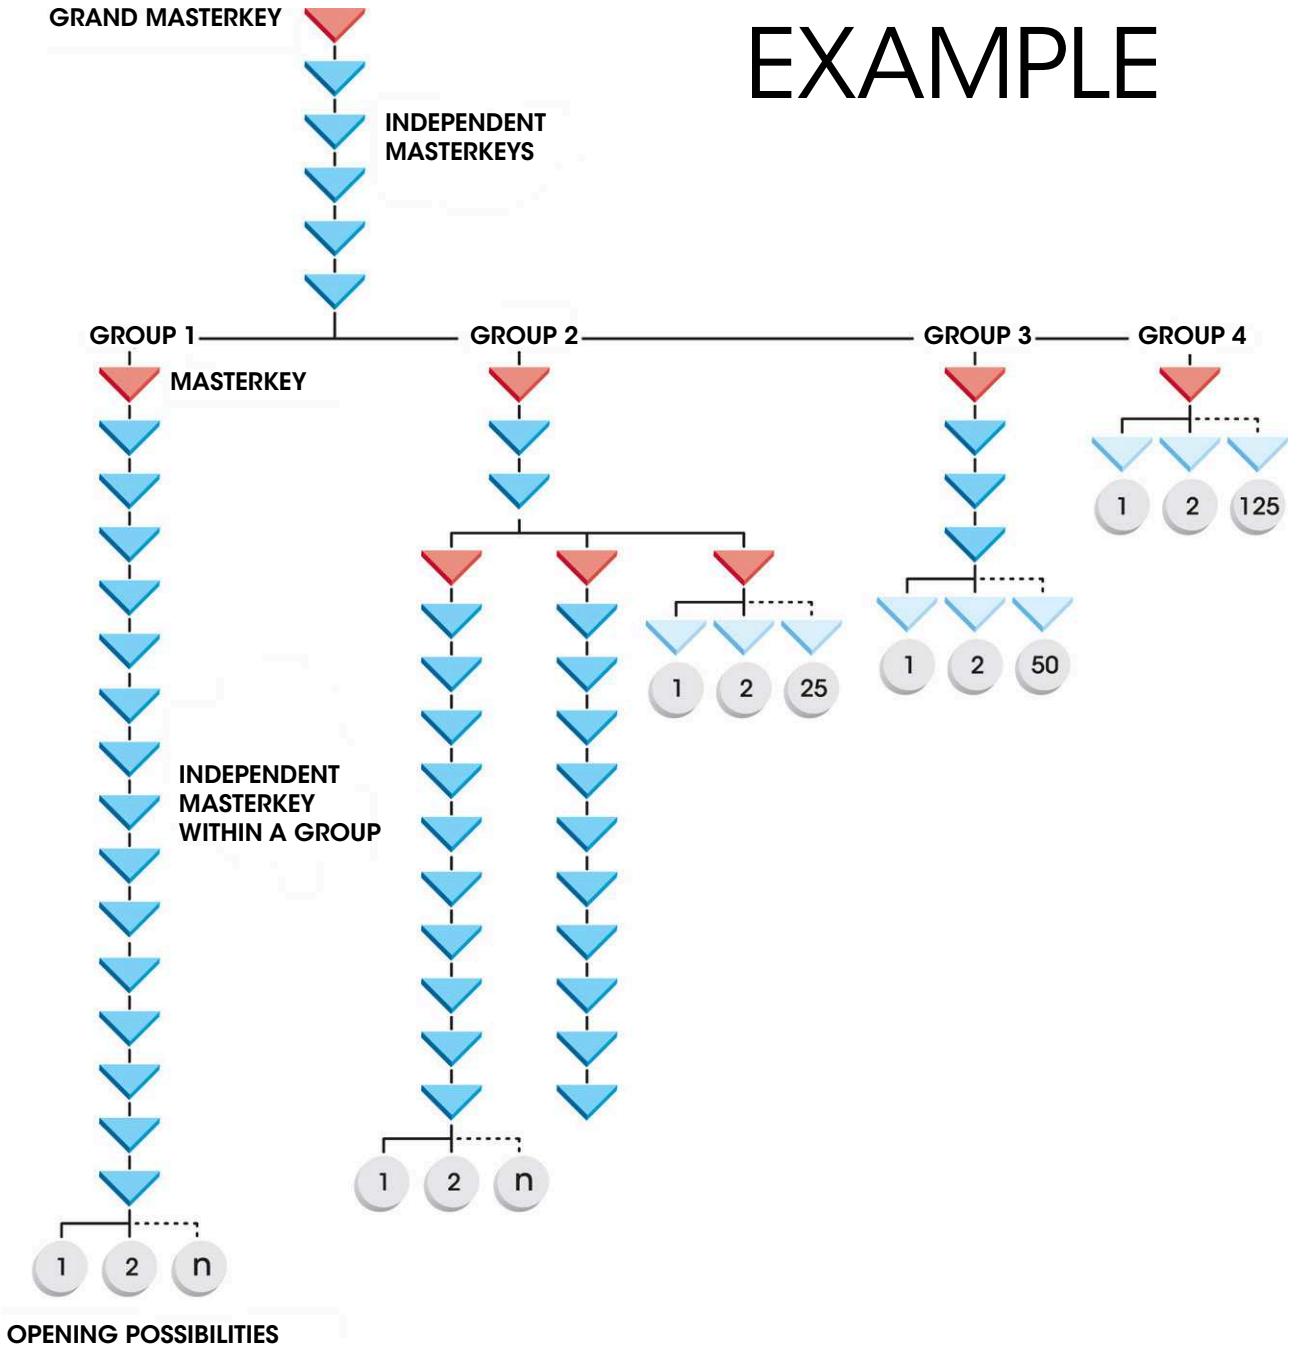 GRAND MASTERKEY
EXAMPLE
INDEPENDENT
MASTERKEYS
GROUP 1
GROUP 2
GROUP 3
GROUP 4
MASTERKEY
1
2
125
1
2
50
1
2
25
INDEPENDENT
MASTERKEY
WITHIN A GROUP
1
2
n
1
2
n
OPENING POSSIBILITIES